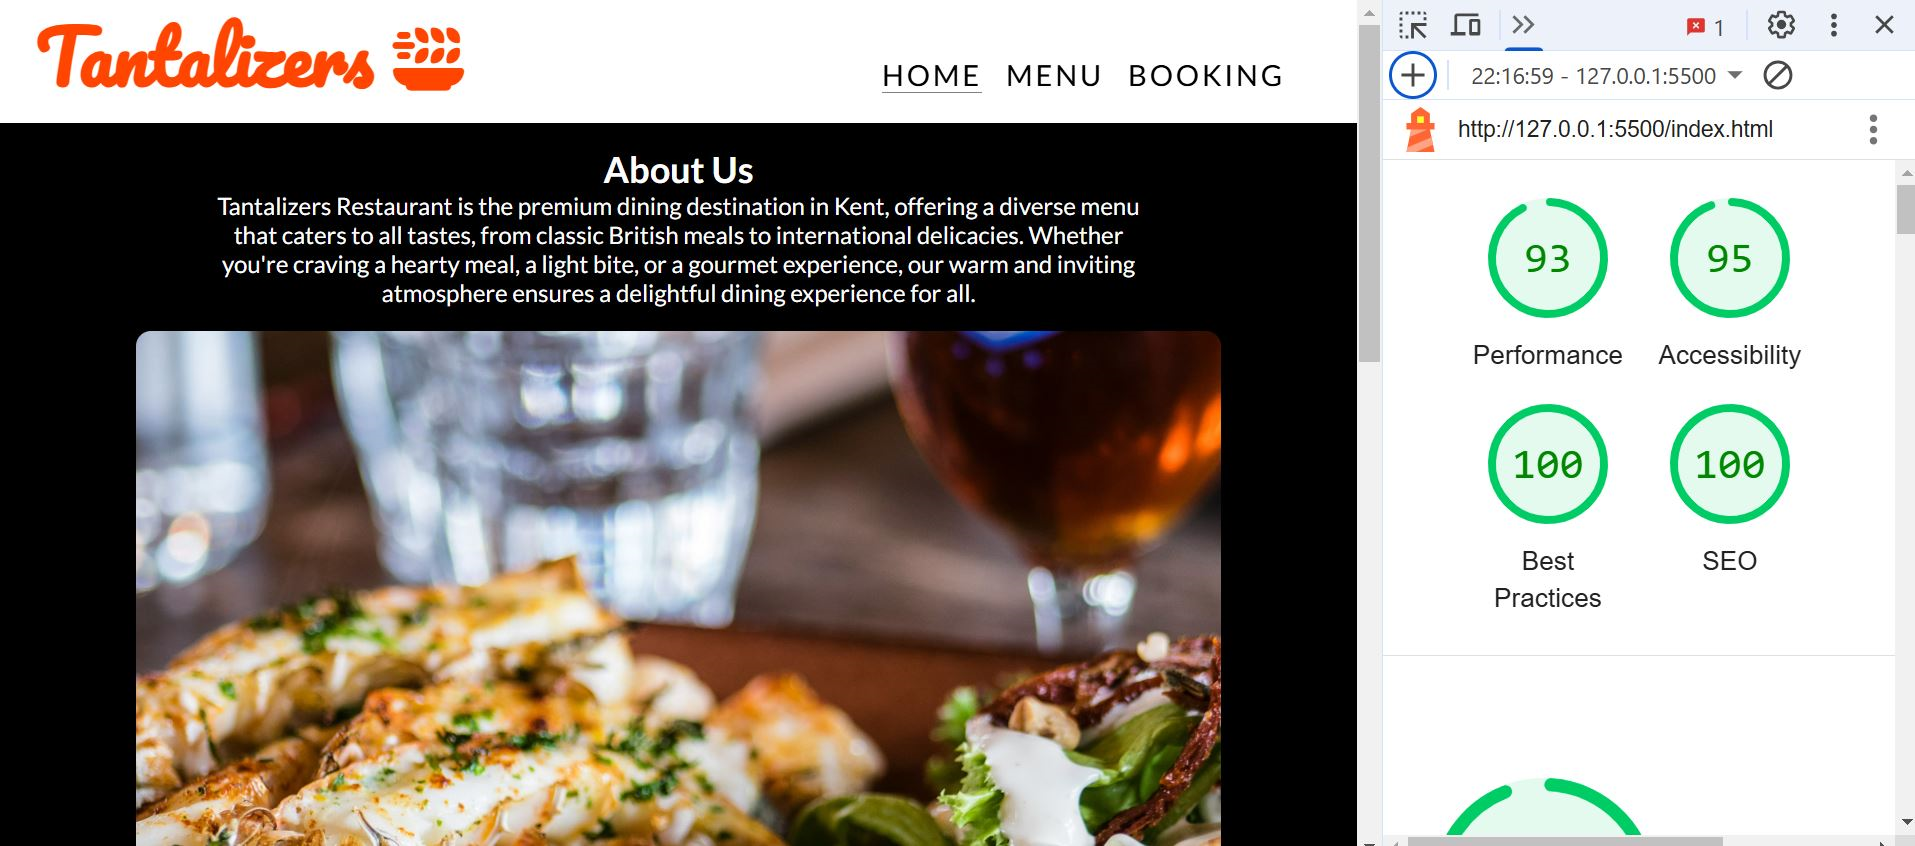 Tantalizers
HOME MENU BOOKING
About Us
Tantalizers Restaurant is the premium dining destination in Kent, offering a diverse menu
that caters to all tastes, from classic British meals to international delicacies. Whether
you're craving a hearty meal, a light bite, or a gourmet experience, our warm and inviting
atmosphere ensures a delightful dining experience for all.
1
22:16:59 - 127.0.0.1:5500
http://127.0.0.1:5500/index.html
93
95
Performance
Accessibility
100
100
Best
Practices
SEO